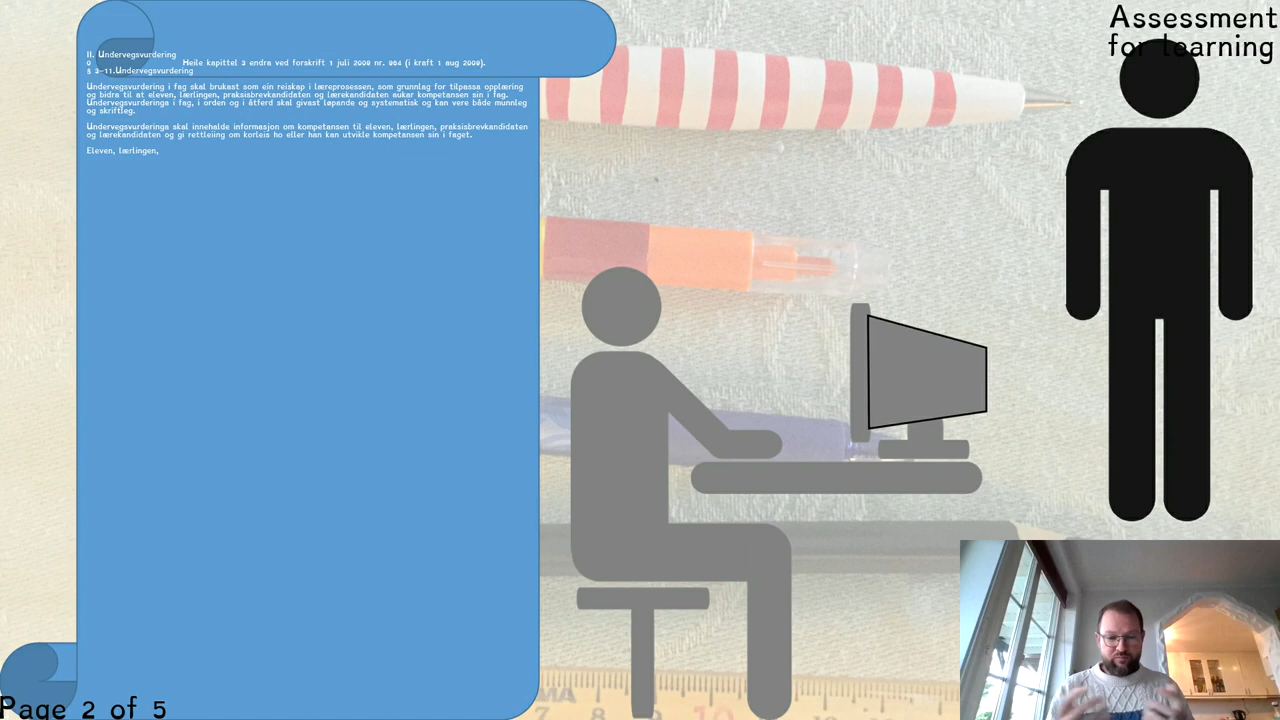 Assessment
for learning
II. Undervegsvurdering
0 Heile kapittel 3 endra ved forskrift 1 juli 2009 nr. 964 (i kraft 1 aug 2009).
§ 3-11.Undervegsvurdering
Undervegsvurdering i fag skal brukast som ein reiskap i læreprosessen, som grunnlag for tilpassa opplæring
og bidra til at eleven, lærlingen, praksisbrevkandidaten og lærekandidaten aukar kompetansen sin i fag.
Undervegsvurderinga i fag, i orden og i åtferd skal givast løpande og systematisk og kan vere både munnleg
og skriftleg.
Undervegsvurderinga skal innehalde informasjon om kompetansen til eleven, lærlingen, praksisbrevkandidaten
og lærekandidaten og gi rettleiing om korleis ho eller han kan utvikle kompetansen sin i faget.
Eleven, lærlingen,
MA
7 8 9 10
Page 2 of 5